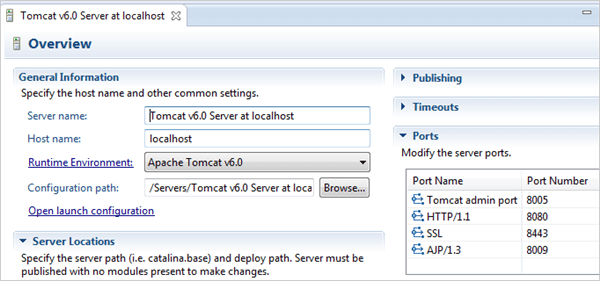 Tomcat v6.0 Server at localhost
Overview
General Information
Specify the host name and other common settings.
Server name: Tomcat v6.0 Server at localhost
Host name: localhost
Runtime Environment: Apache Tomcat v6.0
Configuration path: /Servers/Tomcat v6.0 Server at loca Browse...
Open launch configuration
Server Locations
Specify the server path (i.e. catalina.base) and deploy path. Server must be
published with no modules present to make changes.
Publishing
Timeouts
Ports
Modify the server ports.
Port Name Port Number
Tomcat admin port 8005
HTTP/1.1 8080
SSL 8443
AJP/1.3 8009